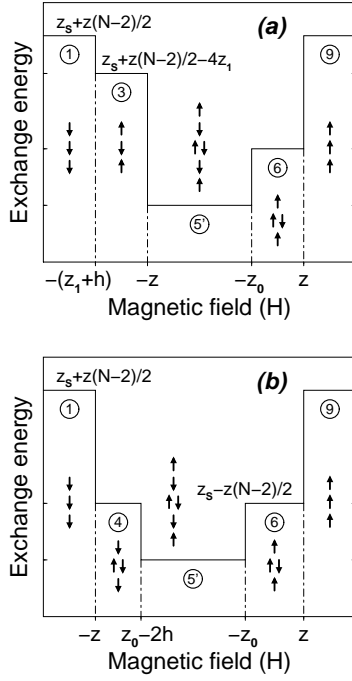 z_S+z(N−2)/2
(a)
① z_S+z(N−2)/2−4z_1 ⑨
③
⑥
5'
Exchange energy
−(z_1+h) −z −z_0 z
Magnetic field (H)
z_S+z(N−2)/2
(b)
① ⑨
z_S−z(N−2)/2
④ ⑥
5'
Exchange energy
−z z_0−2h −z_0 z
Magnetic field (H)